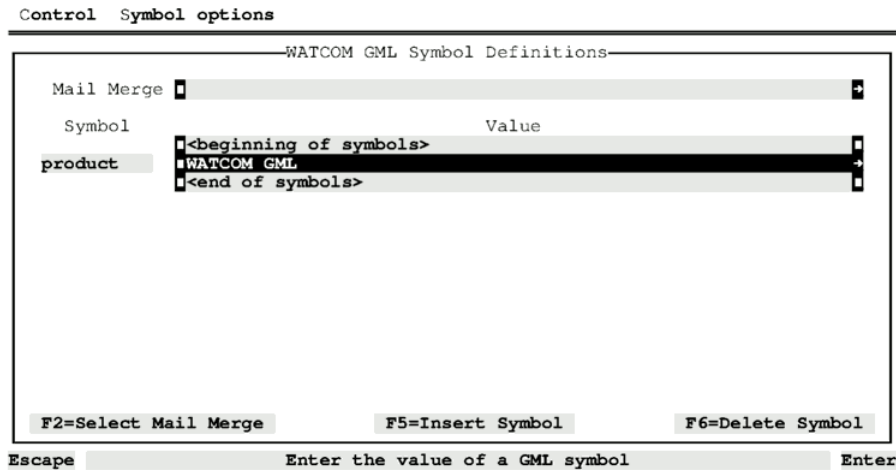 Control Symbol options
WATCOM GML Symbol Definitions
Mail Merge
Symbol Value
<beginning of symbols>
product WATCOM GML
<end of symbols>
F2=Select Mail Merge F5=Insert Symbol F6=Delete Symbol
Escape Enter the value of a GML symbol Enter